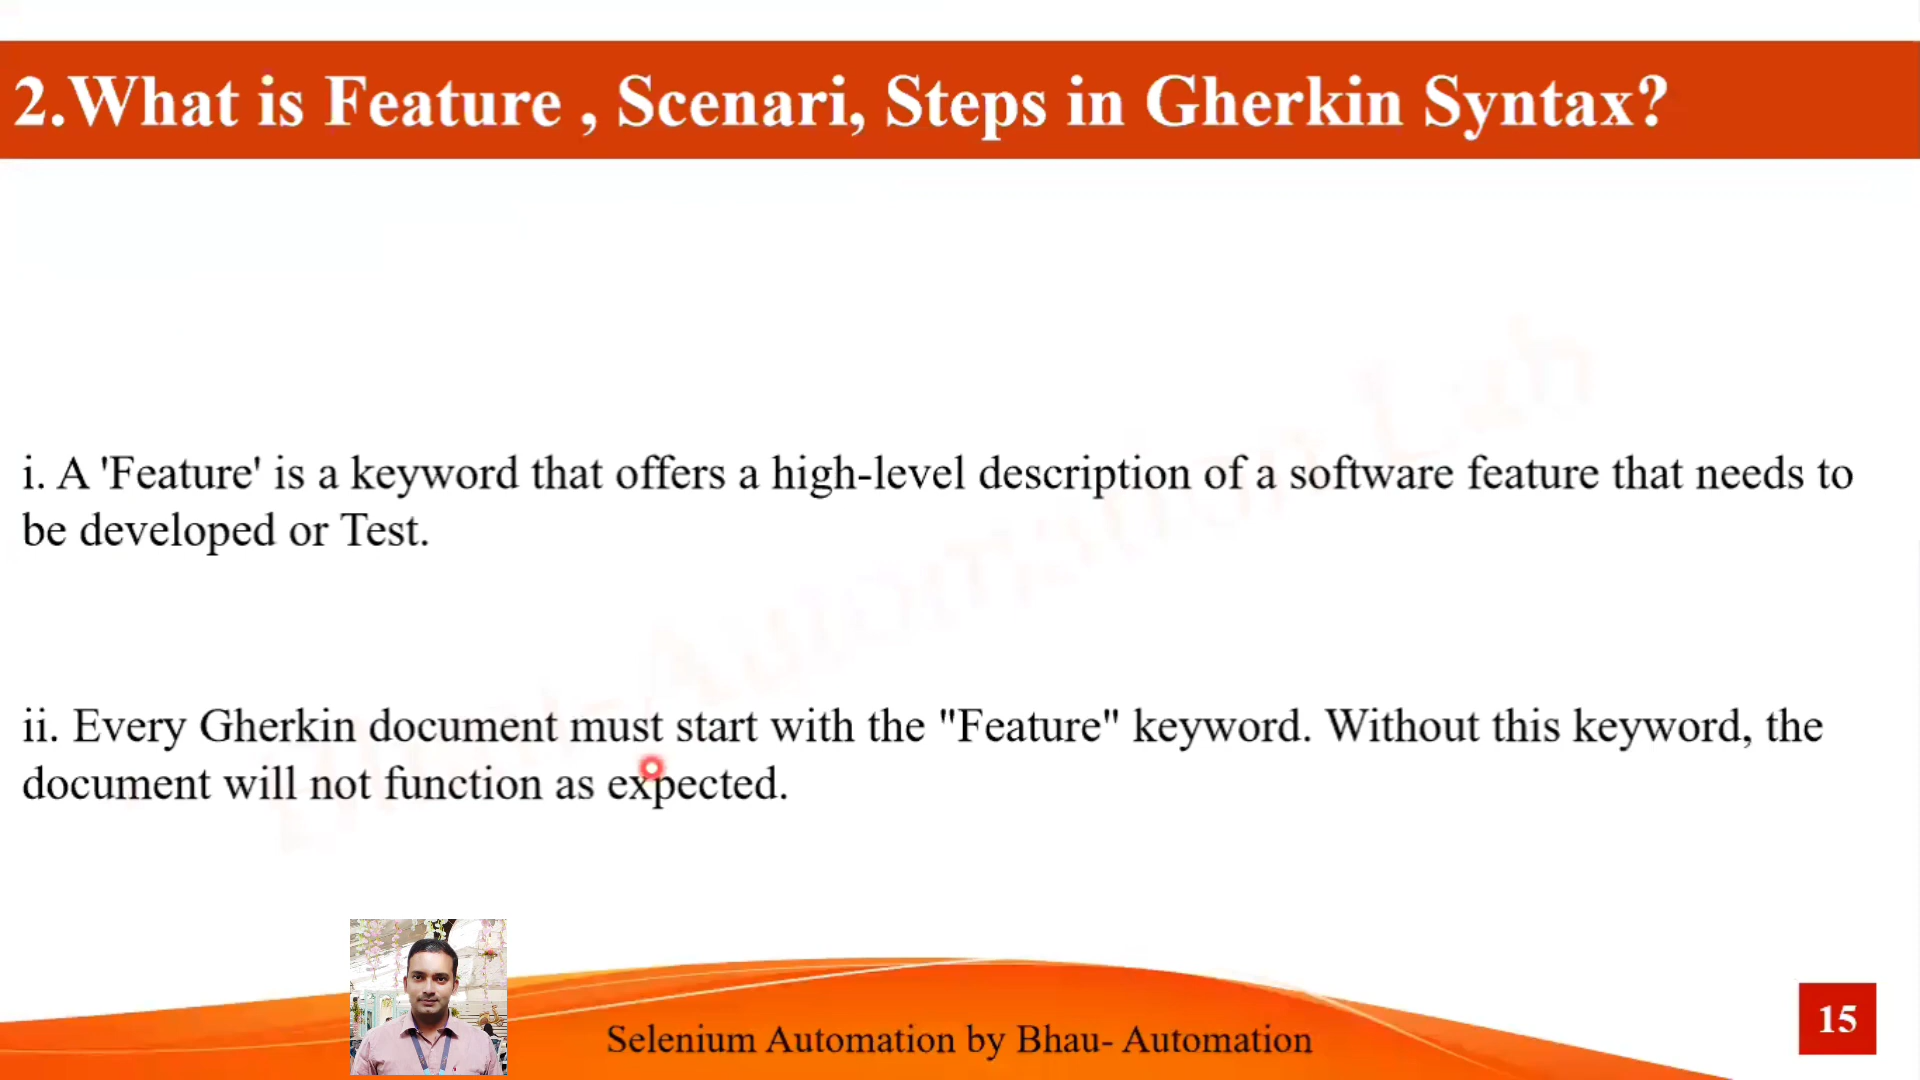 2.What is Feature , Scenari, Steps in Gherkin Syntax?
i. A 'Feature' is a keyword that offers a high-level description of a software feature that needs to
be developed or Test.
ii. Every Gherkin document must start with the "Feature" keyword. Without this keyword, the
document will not function as expected.
Selenium Automation by Bhau- Automation
15